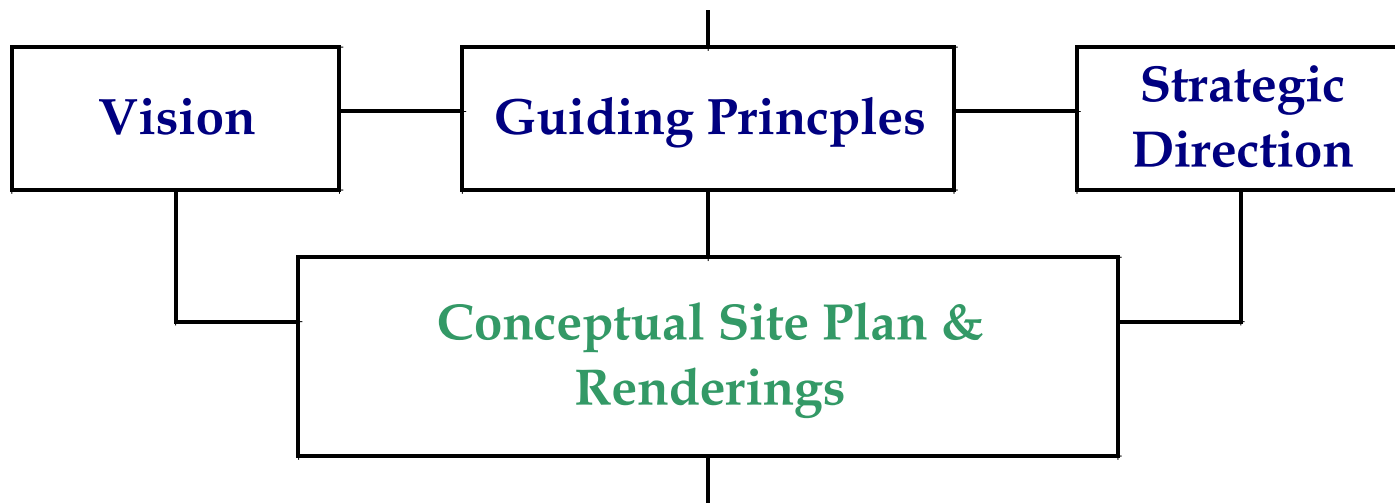 Vision
Guiding Princples
Strategic
Direction
Conceptual Site Plan &
Renderings